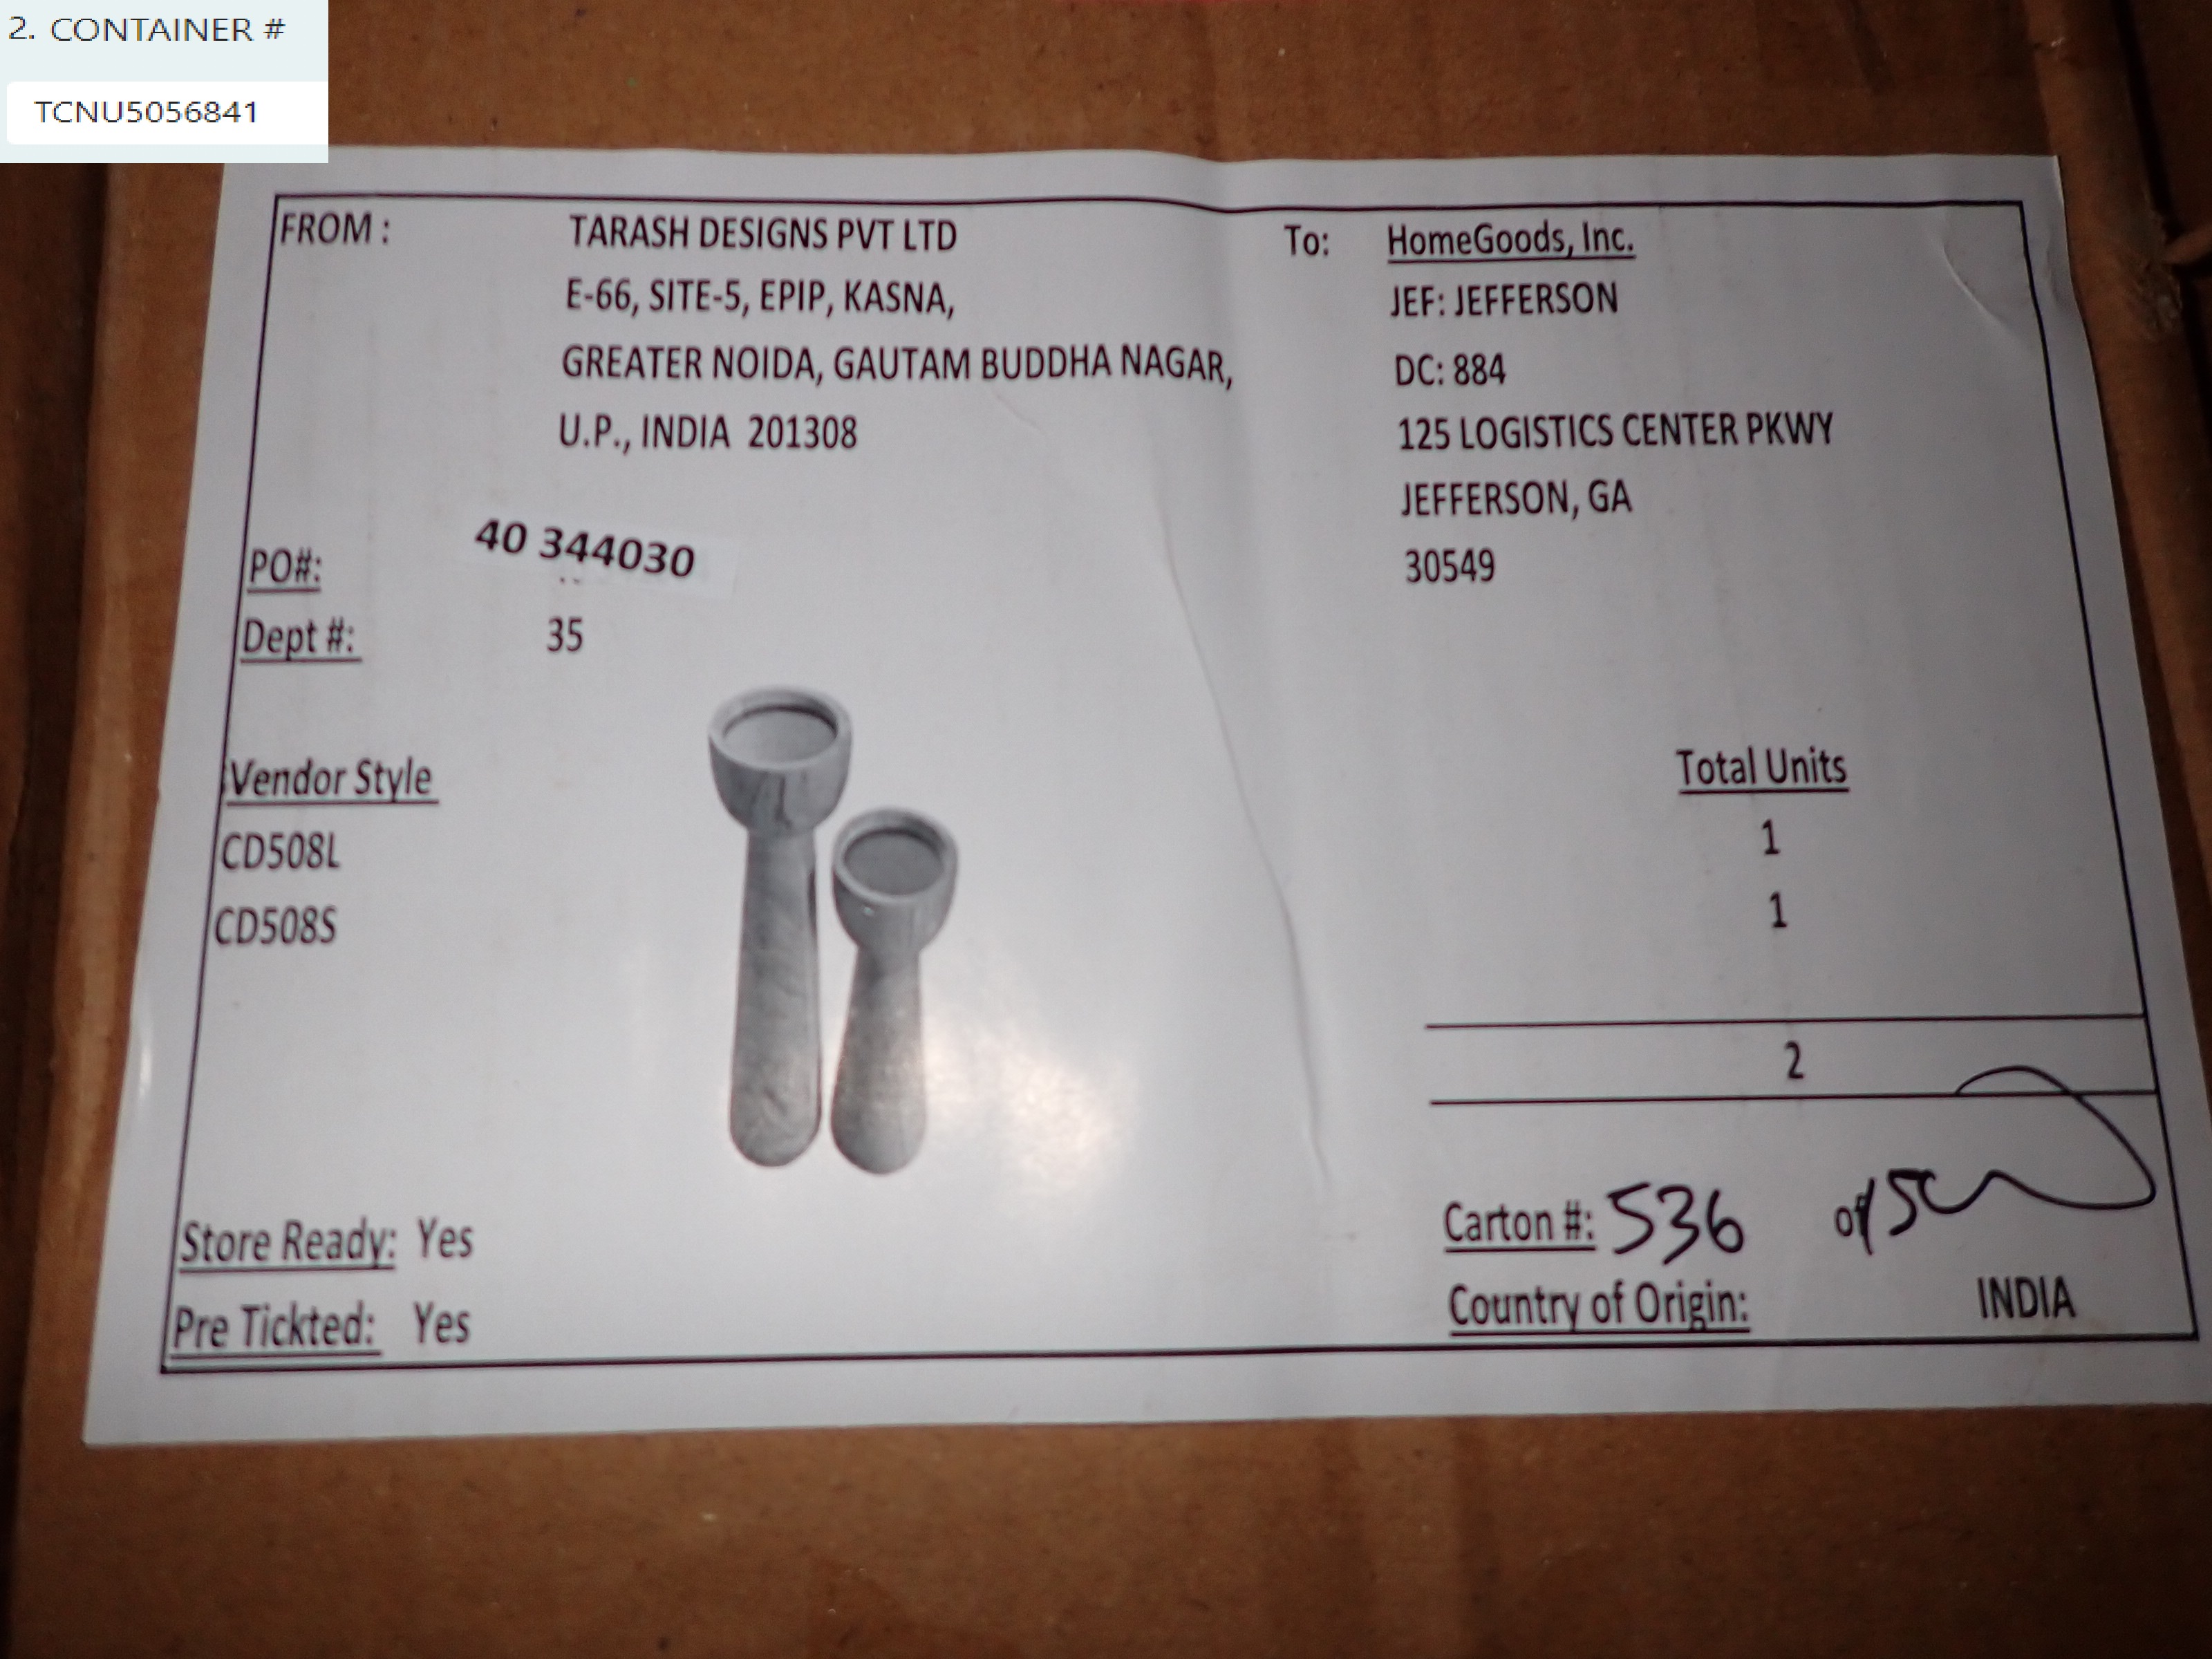 2. CONTAINER #
TCNU5056841
FROM : TARASH DESIGNS PVT LTD
E-66, SITE-5, EPIP, KASNA,
GREATER NOIDA, GAUTAM BUDDHA NAGAR,
U.P., INDIA 201308
To: HomeGoods, Inc.
JEF: JEFFERSON
DC: 884
125 LOGISTICS CENTER PKWY
JEFFERSON, GA
30549
PO#: 40 344030
Dept #: 35
Vendor Style Total Units
CD508L 1
CD508S 1
2
Store Ready: Yes
Pre Tickted: Yes
Carton #: 536 of
Country of Origin: INDIA